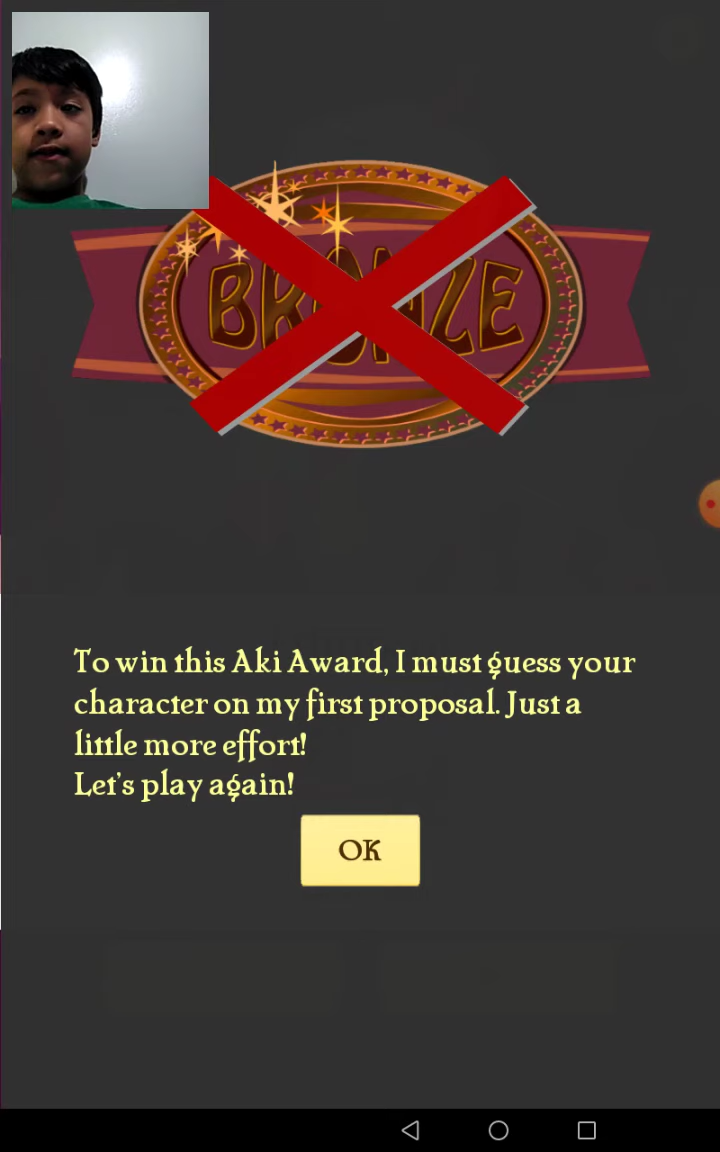 BRONZE
To win this Aki Award, I must guess your
character on my first proposal. Just a
little more effort!
Let's play again!
OK